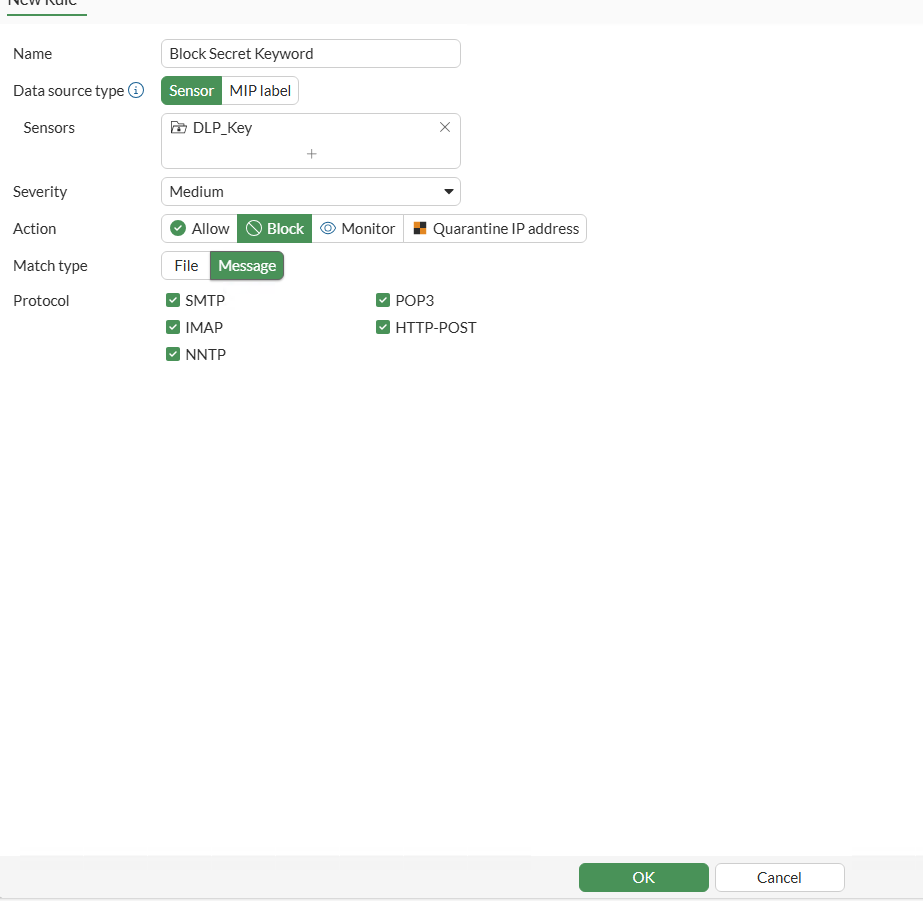 New Rule
Name Block Secret Keyword
Data source type Sensor MIP label
Sensors DLP_Key
Severity Medium
Action Allow Block Monitor Quarantine IP address
Match type File Message
Protocol SMTP POP3
IMAP HTTP-POST
NNTP
OK Cancel